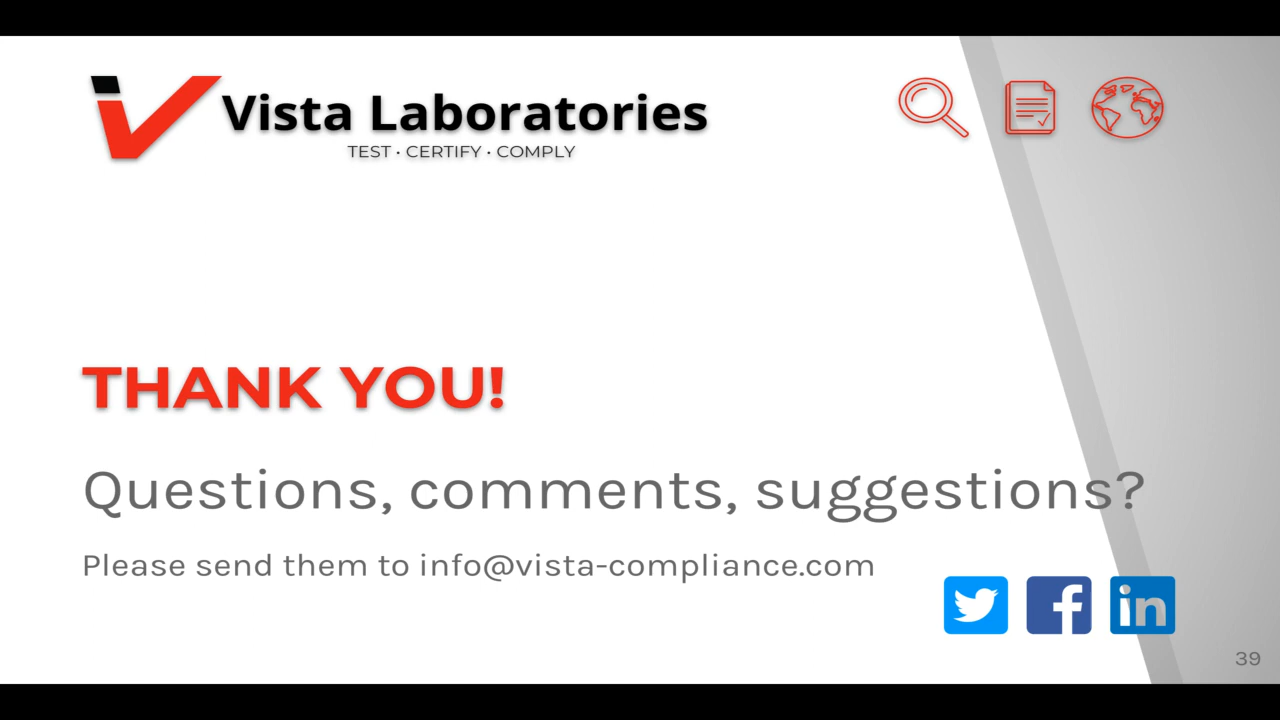 Vista Laboratories
TEST · CERTIFY · COMPLY
THANK YOU!
Questions, comments, suggestions?
Please send them to info@vista-compliance.com
in
39